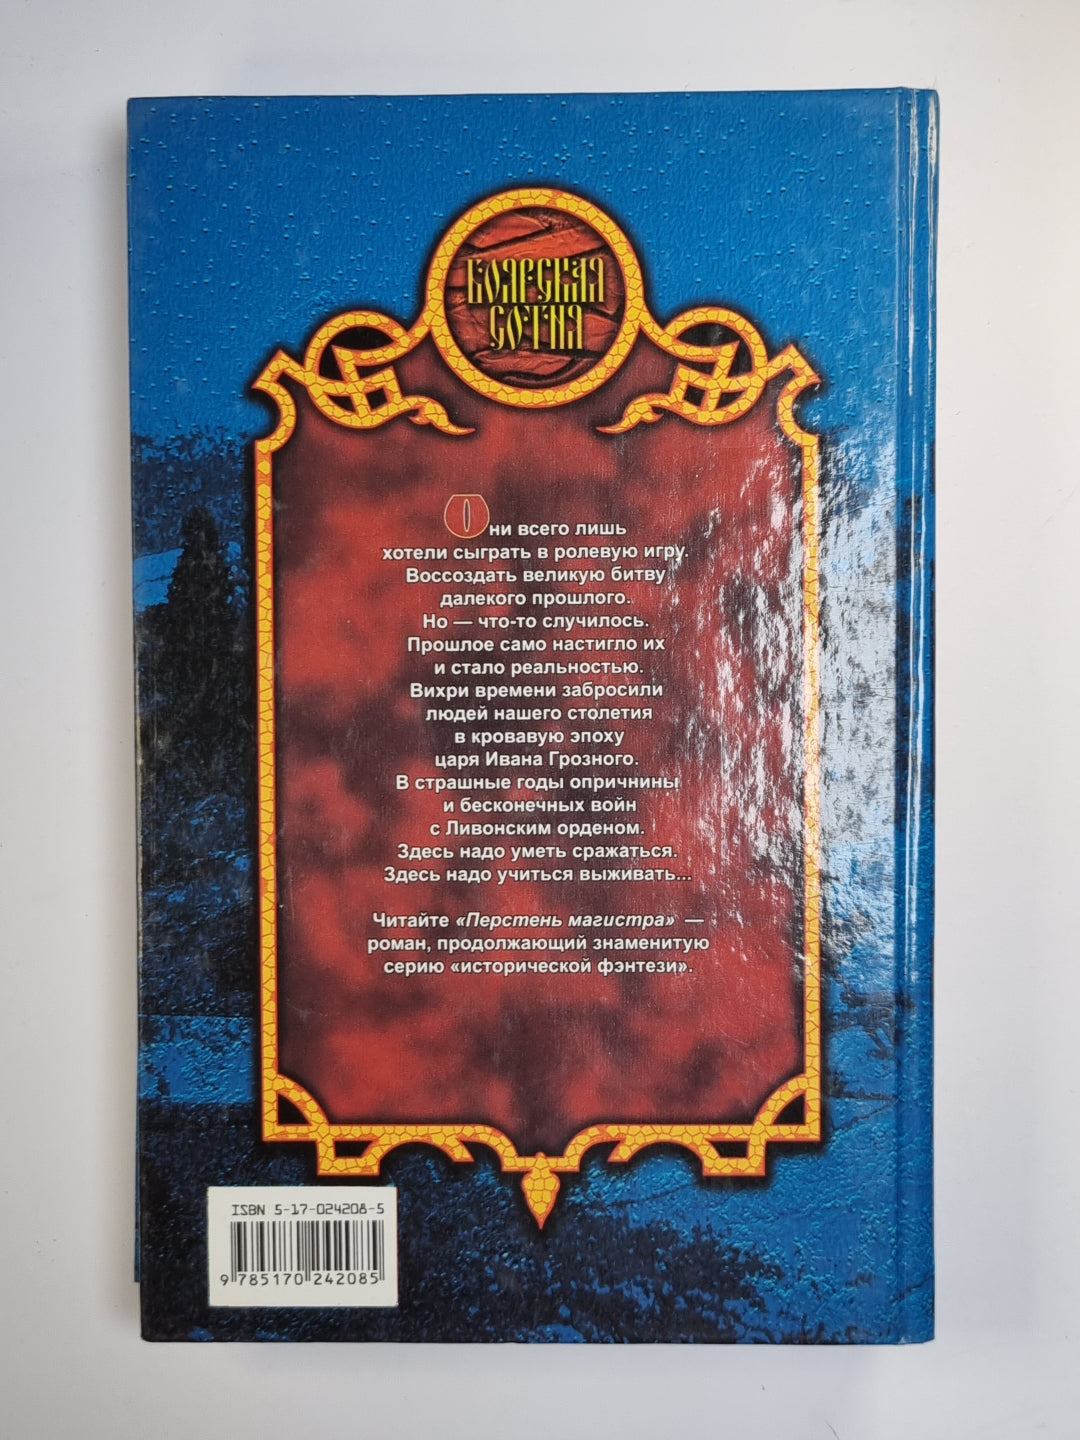 БОЯРСКАЯ
СОТНЯ
Они всего лишь
хотели сыграть в ролевую игру.
Воссоздать великую битву
далекого прошлого.
Но — что-то случилось.
Прошлое само настигло их
и стало реальностью.
Вихри времени забросили
людей нашего столетия
в кровавую эпоху
царя Ивана Грозного.
В страшные годы опричнины
и бесконечных войн
с Ливонским орденом.
Здесь надо уметь сражаться.
Здесь надо учиться выживать...
Читайте «Перстень магистра» —
роман, продолжающий знаменитую
серию «исторической фэнтези».
ISBN 5-17-024208-5
9 785170 242085